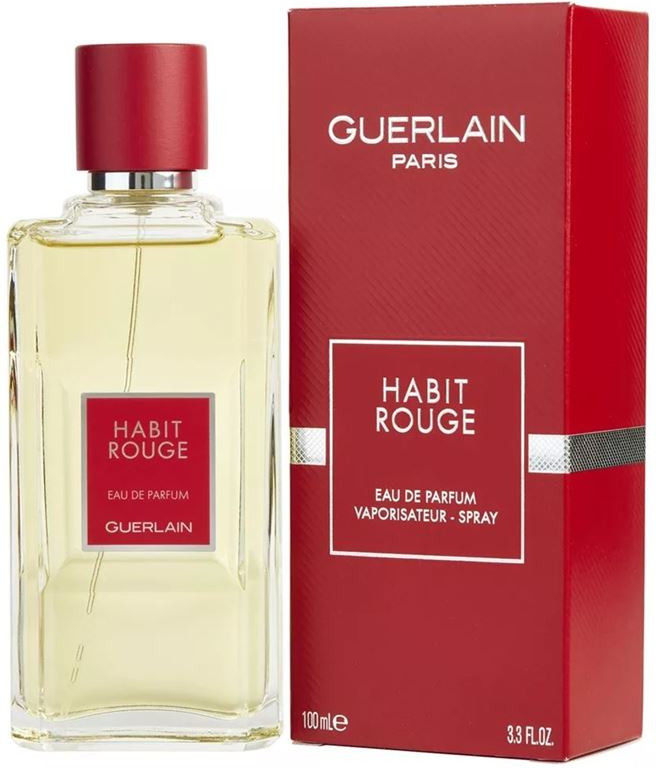 HABIT
ROUGE
EAU DE PARFUM
GUERLAIN
GUERLAIN
PARIS
HABIT
ROUGE
EAU DE PARFUM
VAPORISATEUR - SPRAY
100 mLe 3.3 FL.OZ.